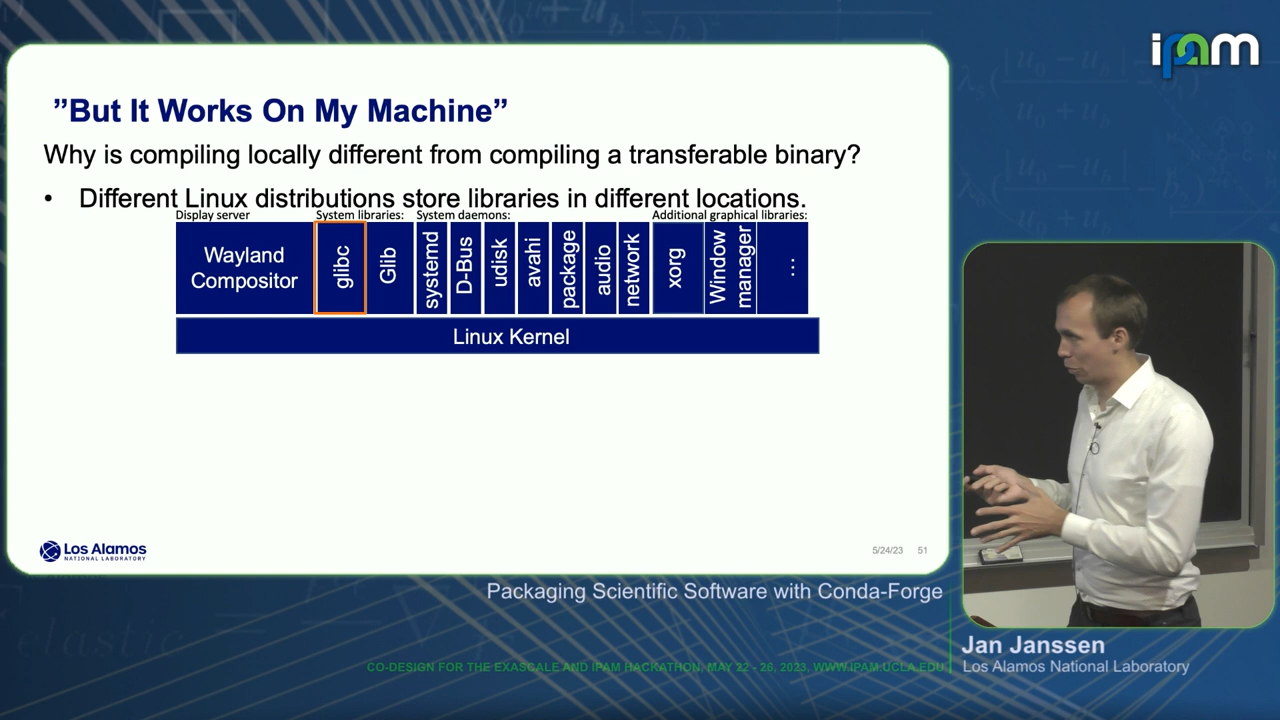 ipam
”But It Works On My Machine”
Why is compiling locally different from compiling a transferable binary?
• Different Linux distributions store libraries in different locations.
Display server
System libraries:
System daemons:
Additional graphical libraries:
Wayland
Compositor
glibc
Glib
systemd
D-Bus
udisk
avahi
package
audio
network
xorg
Window
manager
...
Linux Kernel
Los Alamos
NATIONAL LABORATORY
5/24/23 51
Packaging Scientific Software with Conda-Forge
Jan Janssen
Los Alamos National Laboratory
CO-DESIGN FOR THE EXASCALE AND IPAM HACKATHON, MAY 22 - 26, 2023, WWW.IPAM.UCLA.EDU
elastic